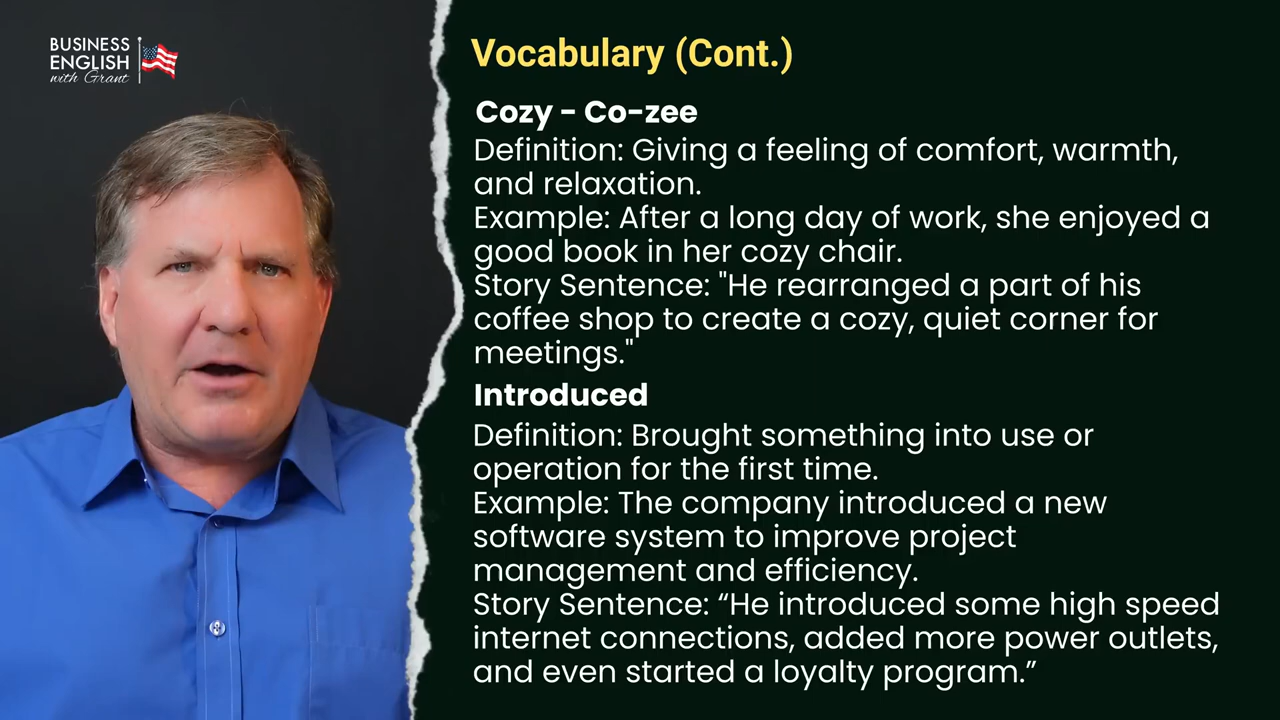 BUSINESS
ENGLISH
with Grant
Vocabulary (Cont.)
Cozy - Co-zee
Definition: Giving a feeling of comfort, warmth,
and relaxation.
Example: After a long day of work, she enjoyed a
good book in her cozy chair.
Story Sentence: "He rearranged a part of his
coffee shop to create a cozy, quiet corner for
meetings."
Introduced
Definition: Brought something into use or
operation for the first time.
Example: The company introduced a new
software system to improve project
management and efficiency.
Story Sentence: “He introduced some high speed
internet connections, added more power outlets,
and even started a loyalty program.”